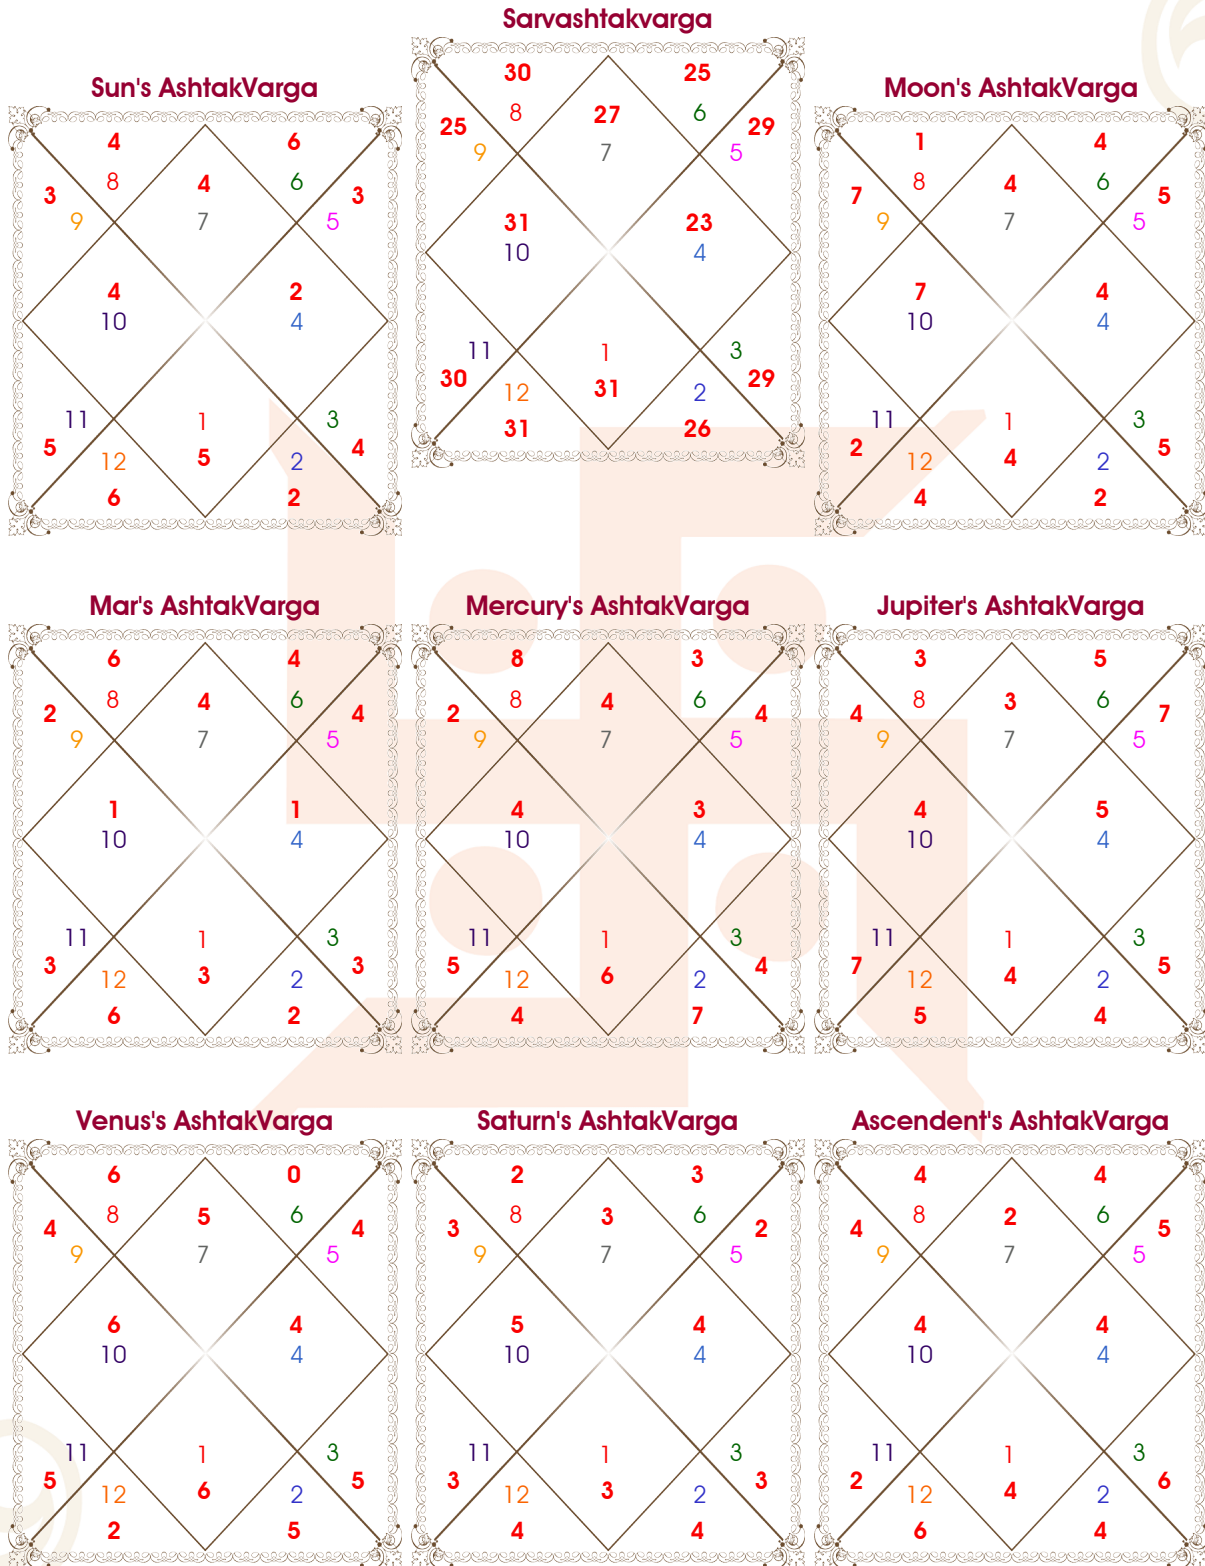 Sarvashtakvarga
30 25
8 27 6
25 29
9 7 5
31 23
10 4
11 1 3
30 31 29
12 2
31 26
Sun's AshtakVarga
4 6
8 4 6
3 3
9 7 5
4 2
10 4
11 1 3
5 5 4
12 2
6 2
Moon's AshtakVarga
1 4
8 4 6
7 5
9 7 5
7 4
10 4
11 1 3
2 4 5
12 2
4 2
Mar's AshtakVarga
6 4
8 4 6
2 4
9 7 5
1 1
10 4
11 1 3
3 3 3
12 2
6 2
Mercury's AshtakVarga
8 3
8 4 6
2 4
9 7 5
4 3
10 4
11 1 3
5 6 4
12 2
4 7
Jupiter's AshtakVarga
3 5
8 3 6
4 7
9 7 5
4 5
10 4
11 1 3
7 4 5
12 2
5 4
Venus's AshtakVarga
6 0
8 5 6
4 4
9 7 5
6 4
10 4
11 1 3
5 6 5
12 2
2 5
Saturn's AshtakVarga
2 3
8 3 6
3 2
9 7 5
5 4
10 4
11 1 3
3 3 3
12 2
4 4
Ascendent's AshtakVarga
4 4
8 2 6
4 5
9 7 5
4 4
10 4
11 1 3
2 4 6
12 2
6 4